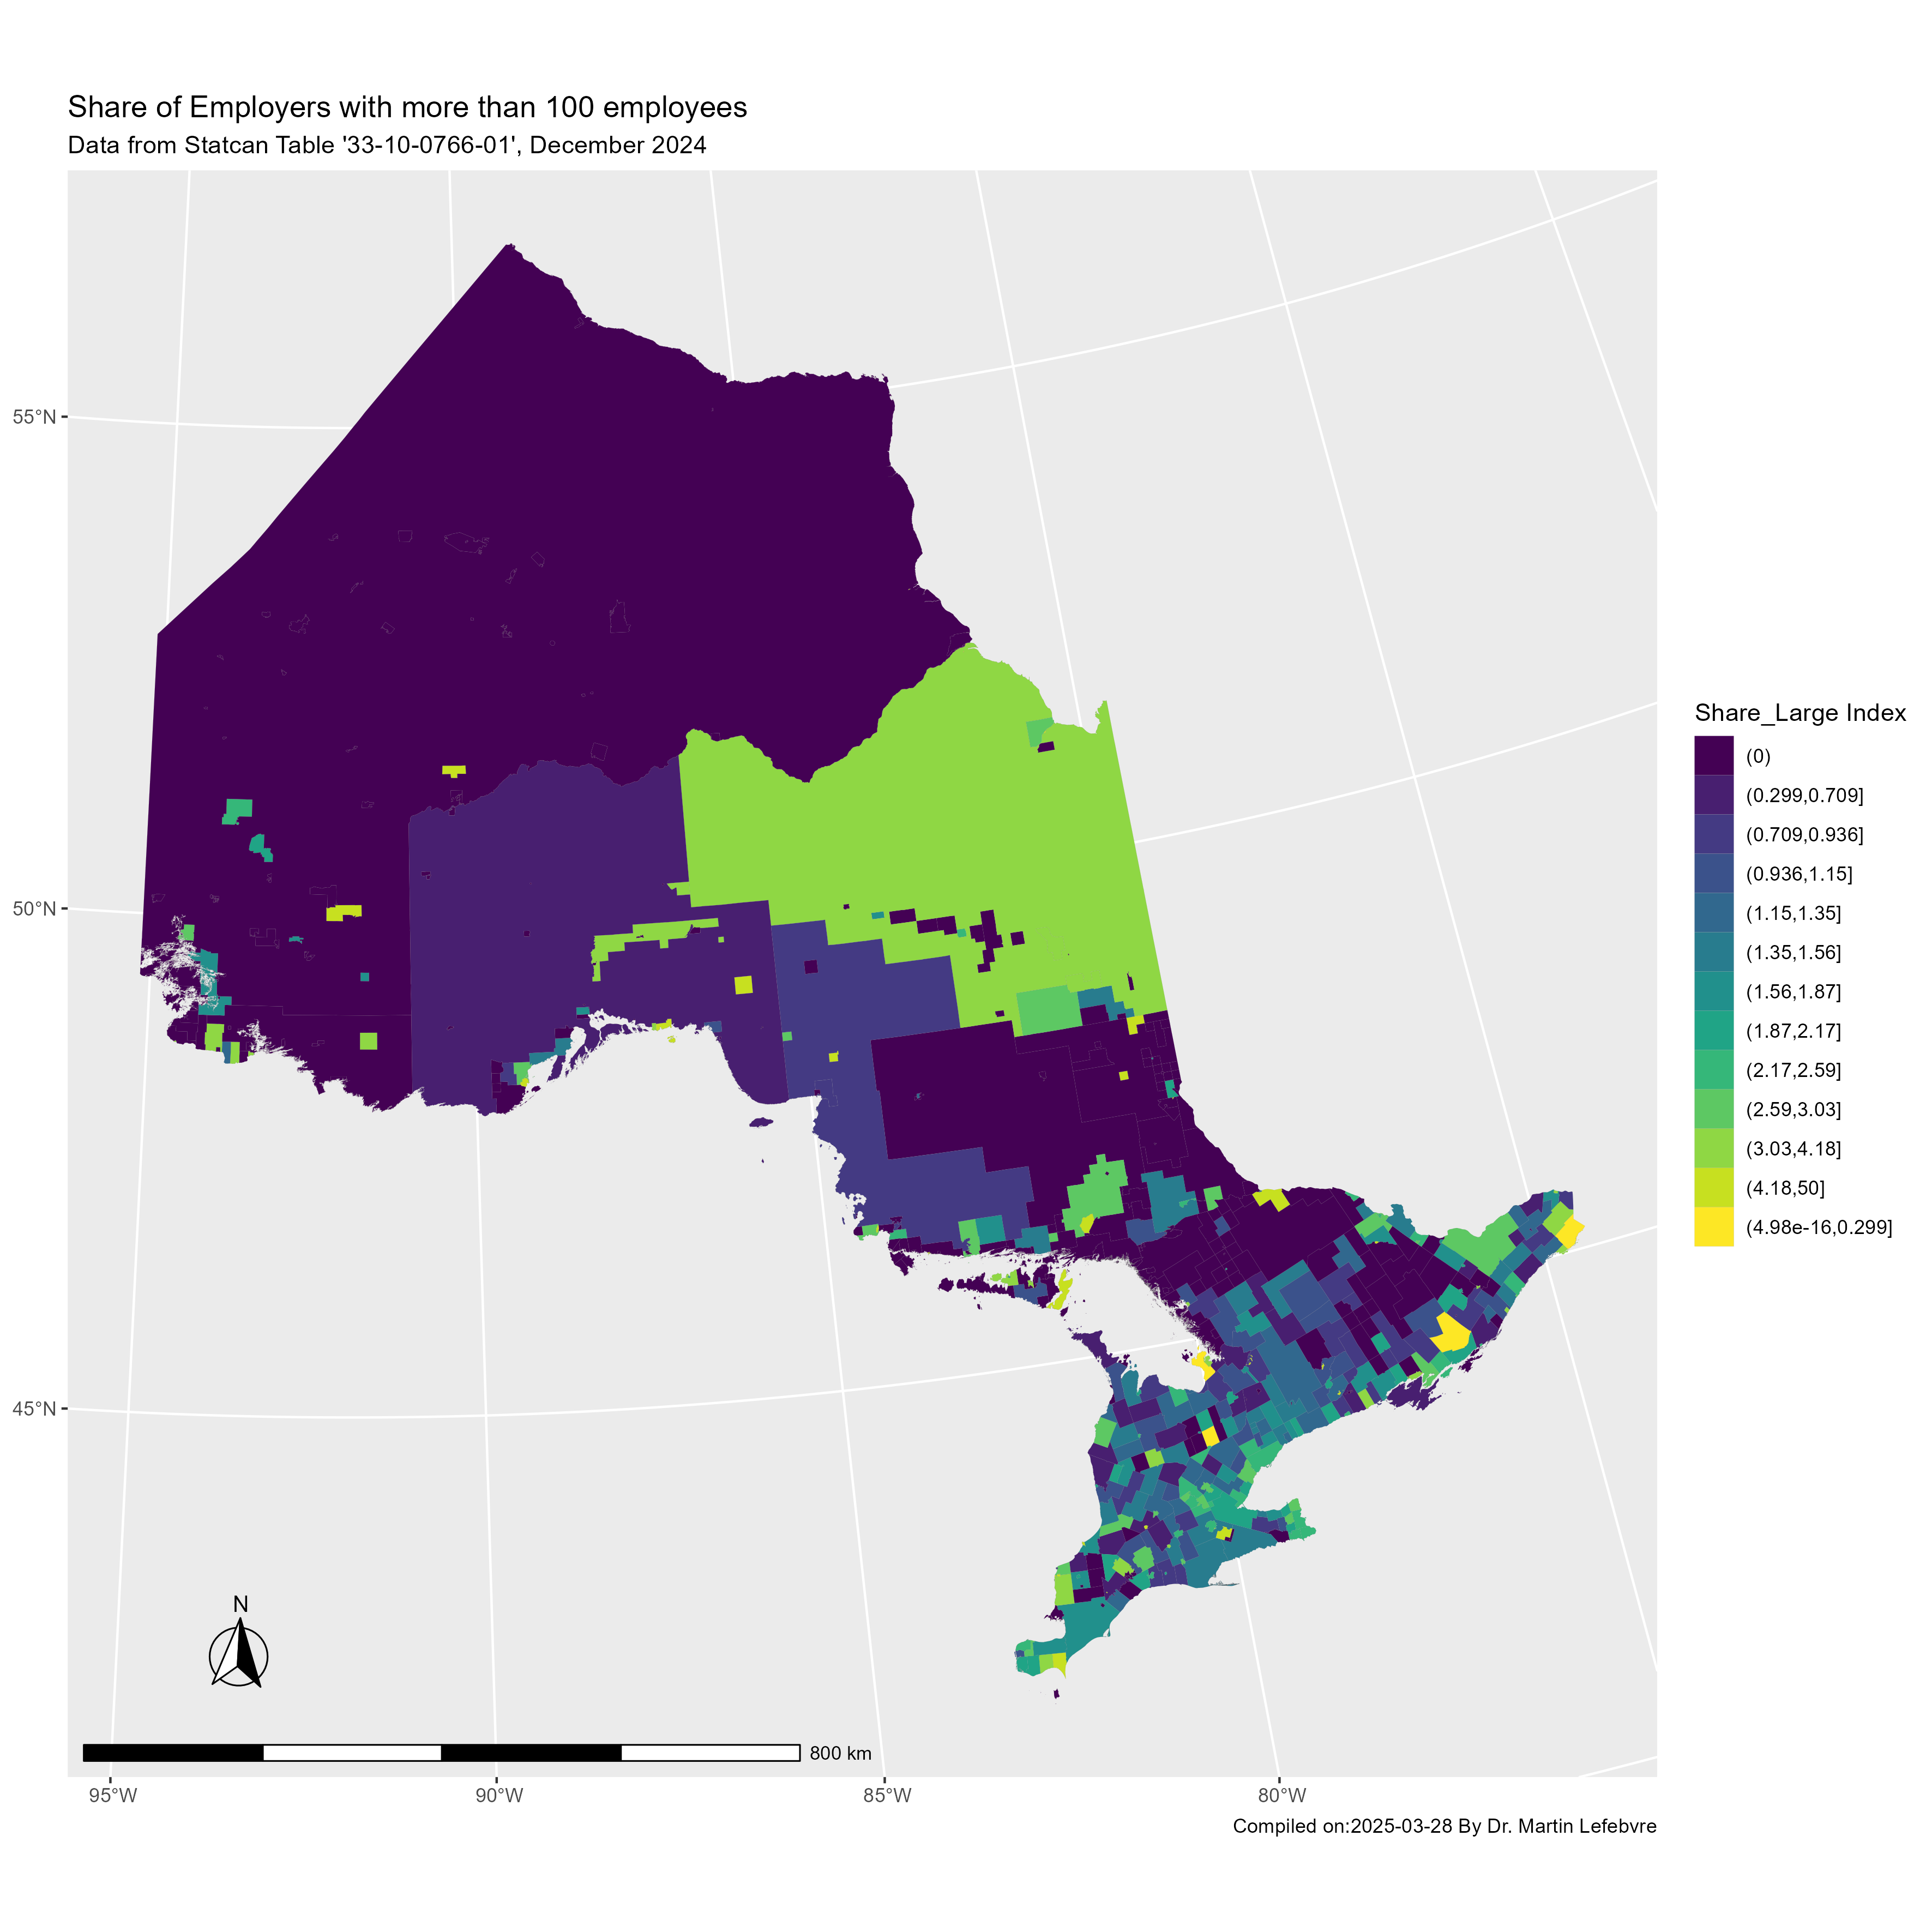 Share of Employers with more than 100 employees
Data from Statcan Table '33-10-0766-01', December 2024
55°N
50°N
45°N
95°W
90°W
85°W
80°W
N
800 km
Share_Large Index
(0)
(0.299,0.709]
(0.709,0.936]
(0.936,1.15]
(1.15,1.35]
(1.35,1.56]
(1.56,1.87]
(1.87,2.17]
(2.17,2.59]
(2.59,3.03]
(3.03,4.18]
(4.18,50]
(4.98e-16,0.299]
Compiled on:2025-03-28 By Dr. Martin Lefebvre